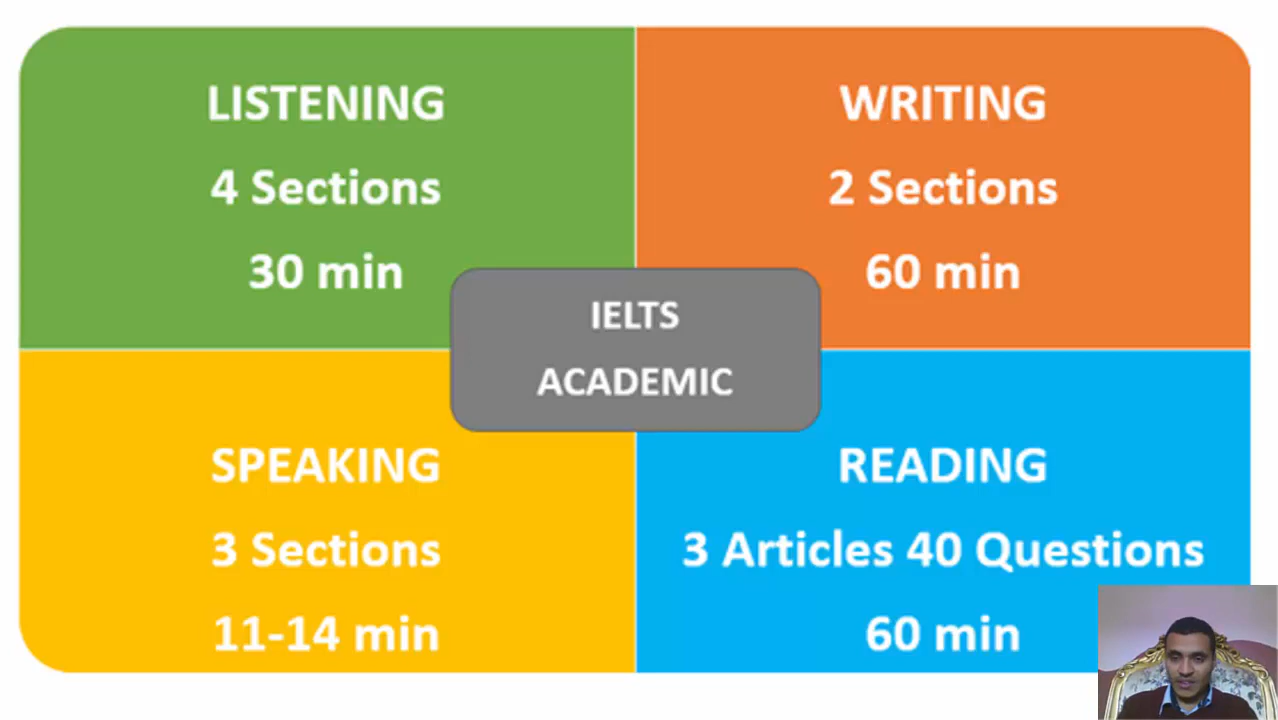 LISTENING
4 Sections
30 min
WRITING
2 Sections
60 min
IELTS
ACADEMIC
SPEAKING
3 Sections
11-14 min
READING
3 Articles 40 Questions
60 min